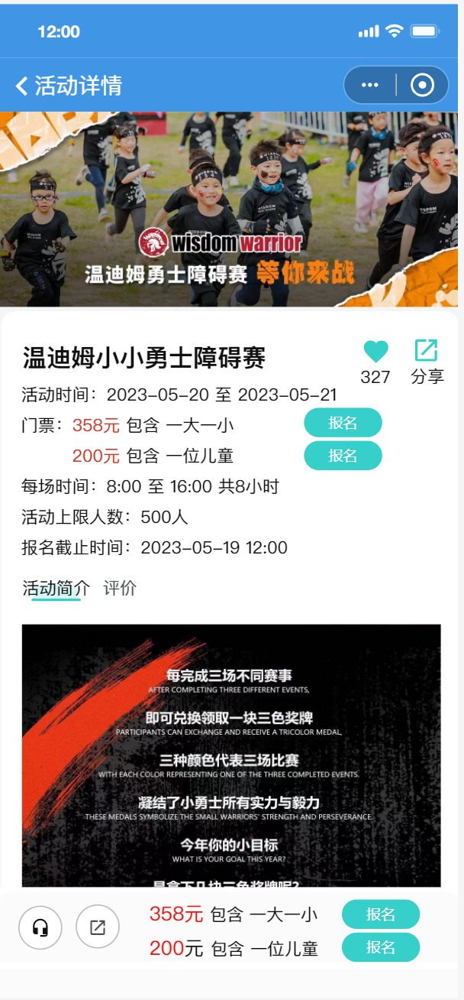 12:00
活动详情
wisdom warrior
温迪姆勇士障碍赛 等你来战
温迪姆小小勇士障碍赛
327
分享
活动时间：2023-05-20 至 2023-05-21
门票：358元 包含 一大一小
报名
200元 包含 一位儿童
报名
每场时间：8:00 至 16:00 共8小时
活动上限人数：500人
报名截止时间：2023-05-19 12:00
活动简介 评价
每完成三场不同赛事
AFTER COMPLETING THREE DIFFERENT EVENTS,
即可兑换领取一块三色奖牌
PARTICIPANTS CAN EXCHANGE AND RECEIVE A TRICOLOR MEDAL,
三种颜色代表三场比赛
WITH EACH COLOR REPRESENTING ONE OF THE THREE COMPLETED EVENTS.
凝结了小勇士所有实力与毅力
THESE MEDALS SYMBOLIZE THE SMALL WARRIORS' STRENGTH AND PERSEVERANCE.
今年你的小目标
WHAT IS YOUR GOAL THIS YEAR?
是拿下几块三色奖牌呢?
358元 包含 一大一小
报名
200元 包含 一位儿童
报名